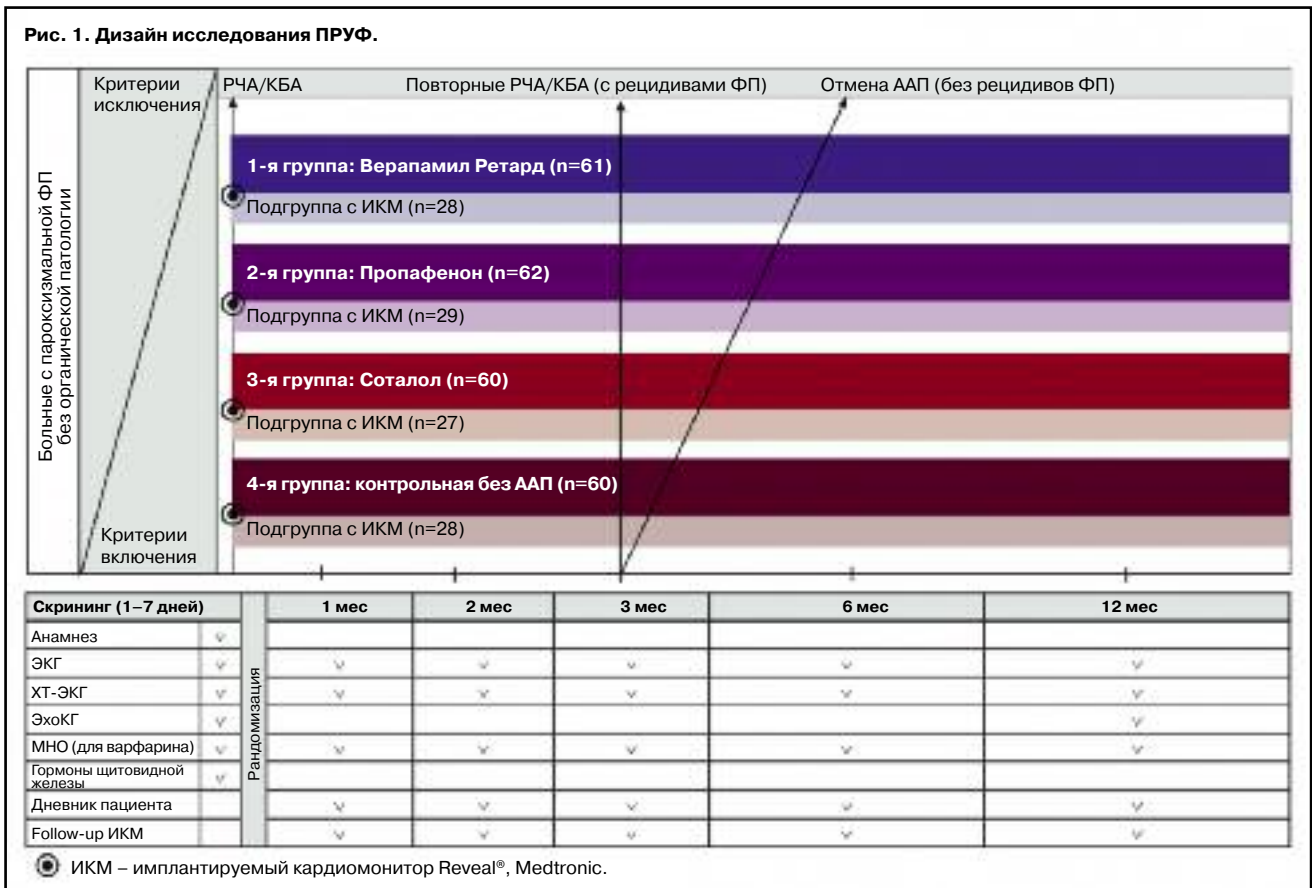 Рис. 1. Дизайн исследования ПРУФ.
Больные с пароксизмальной ФП
без органической патологии
Критерии
исключения
РЧА/КБА
Повторные РЧА/КБА (с рецидивами ФП)
Отмена ААП (без рецидивов ФП)
1-я группа: Верапамил Ретард (n=61)
Подгруппа с ИКМ (n=28)
2-я группа: Пропафенон (n=62)
Подгруппа с ИКМ (n=29)
3-я группа: Соталол (n=60)
Подгруппа с ИКМ (n=27)
4-я группа: контрольная без ААП (n=60)
Подгруппа с ИКМ (n=28)
Критерии
включения
Скрининг (1–7 дней)
1 мес
2 мес
3 мес
6 мес
12 мес
Рандомизация
Анамнез
ЭКГ
ХТ-ЭКГ
ЭхоКГ
МНО (для варфарина)
Гормоны щитовидной
железы
Дневник пациента
Follow-up ИКМ
ИКМ – имплантируемый кардиомонитор Reveal®, Medtronic.